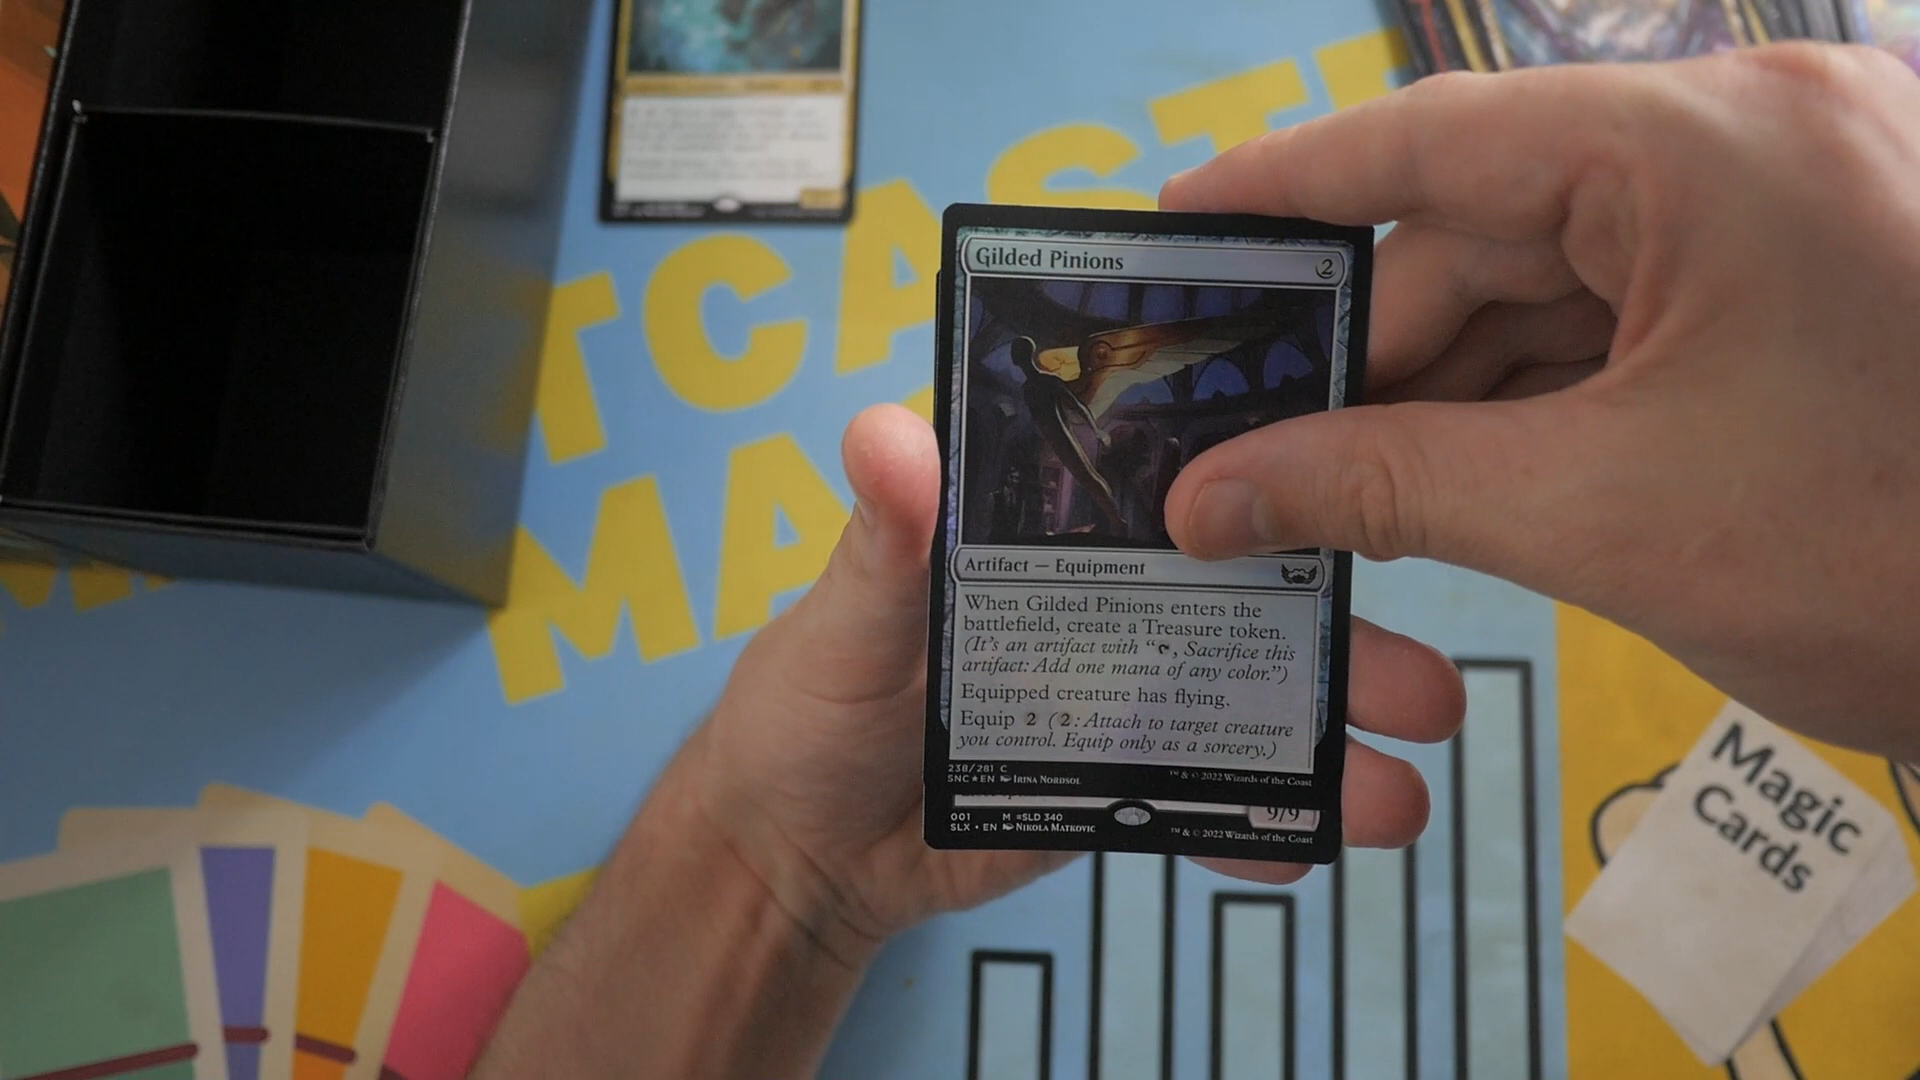 TCAST
MA
Gilded Pinions 2
Artifact — Equipment
When Gilded Pinions enters the
battlefield, create a Treasure token.
(It's an artifact with “, Sacrifice this
artifact: Add one mana of any color.”)
Equipped creature has flying.
Equip 2 (2: Attach to target creature
you control. Equip only as a sorcery.)
238/281 C
SNC★EN IRINA NORDSOL
™ & © 2022 Wizards of the Coast
9/9
001 M =SLD 340
SLX • EN NIKOLA MATKOVIC
™ & © 2022 Wizards of the Coast
Magic
Cards